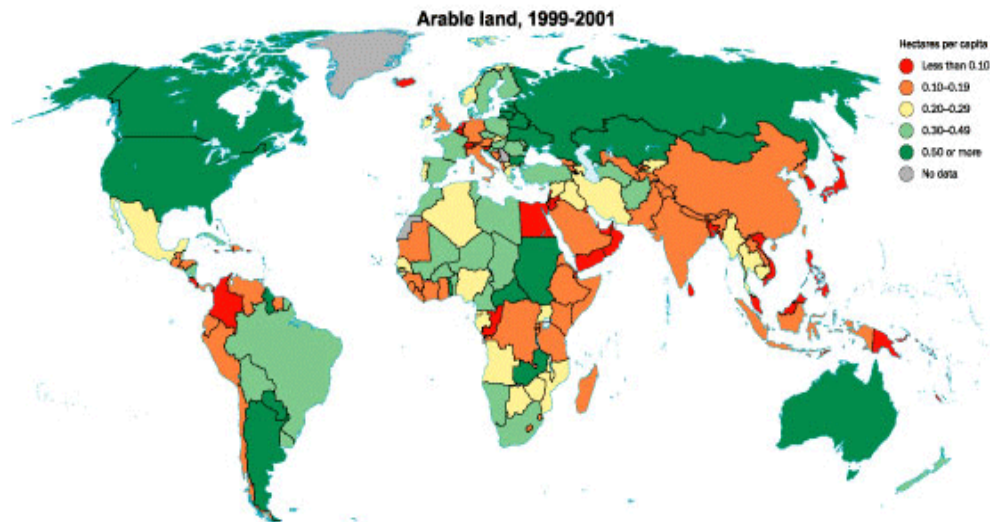 Arable land, 1999-2001
Hectares per capita
Less than 0.10
0.10–0.19
0.20–0.29
0.30–0.49
0.50 or more
No data